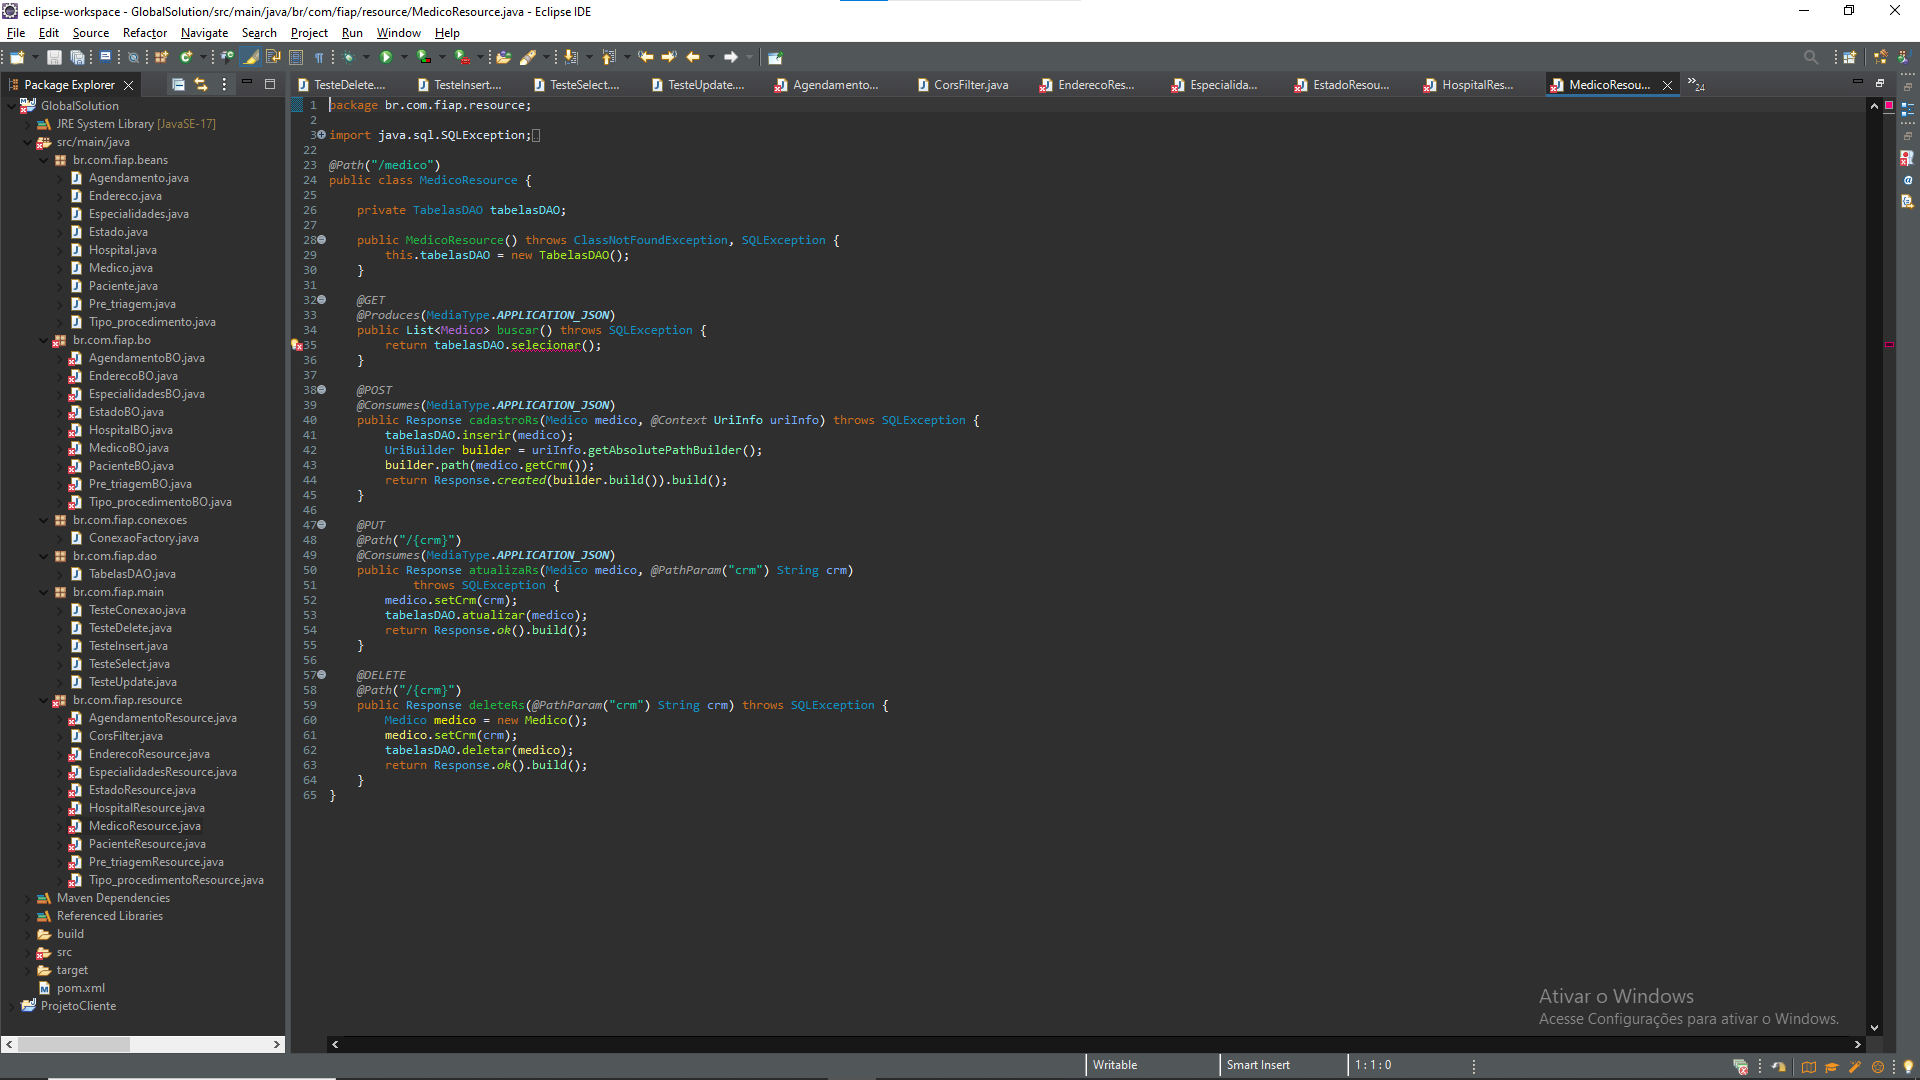 eclipse-workspace - GlobalSolution/src/main/java/br/com/fiap/resource/MedicoResource.java - Eclipse IDE
File Edit Source Refactor Navigate Search Project Run Window Help
Package Explorer
TesteDelete....
TesteInsert....
TesteSelect....
TesteUpdate....
Agendamento...
CorsFilter.java
EnderecoRes...
Especialida...
EstadoResou...
HospitalRes...
MedicoResou...
24
GlobalSolution
JRE System Library [JavaSE-17]
src/main/java
br.com.fiap.beans
Agendamento.java
Endereco.java
Especialidades.java
Estado.java
Hospital.java
Medico.java
Paciente.java
Pre_triagem.java
Tipo_procedimento.java
br.com.fiap.bo
AgendamentoBO.java
EnderecoBO.java
EspecialidadesBO.java
EstadoBO.java
HospitalBO.java
MedicoBO.java
PacienteBO.java
Pre_triagemBO.java
Tipo_procedimentoBO.java
br.com.fiap.conexoes
ConexaoFactory.java
br.com.fiap.dao
TabelasDAO.java
br.com.fiap.main
TesteConexao.java
TesteDelete.java
TesteInsert.java
TesteSelect.java
TesteUpdate.java
br.com.fiap.resource
AgendamentoResource.java
CorsFilter.java
EnderecoResource.java
EspecialidadesResource.java
EstadoResource.java
HospitalResource.java
MedicoResource.java
PacienteResource.java
Pre_triagemResource.java
Tipo_procedimentoResource.java
Maven Dependencies
Referenced Libraries
build
src
target
pom.xml
ProjetoCliente
1 package br.com.fiap.resource;
2
3 import java.sql.SQLException;
22
23 @Path("/medico")
24 public class MedicoResource {
25
26 private TabelasDAO tabelasDAO;
27
28 public MedicoResource() throws ClassNotFoundException, SQLException {
29 this.tabelasDAO = new TabelasDAO();
30 }
31
32 @GET
33 @Produces(MediaType.APPLICATION_JSON)
34 public List<Medico> buscar() throws SQLException {
35 return tabelasDAO.selecionar();
36 }
37
38 @POST
39 @Consumes(MediaType.APPLICATION_JSON)
40 public Response cadastroRs(Medico medico, @Context UriInfo uriInfo) throws SQLException {
41 tabelasDAO.inserir(medico);
42 UriBuilder builder = uriInfo.getAbsolutePathBuilder();
43 builder.path(medico.getCrm());
44 return Response.created(builder.build()).build();
45 }
46
47 @PUT
48 @Path("/{crm}")
49 @Consumes(MediaType.APPLICATION_JSON)
50 public Response atualizaRs(Medico medico, @PathParam("crm") String crm)
51 throws SQLException {
52 medico.setCrm(crm);
53 tabelasDAO.atualizar(medico);
54 return Response.ok().build();
55 }
56
57 @DELETE
58 @Path("/{crm}")
59 public Response deleteRs(@PathParam("crm") String crm) throws SQLException {
60 Medico medico = new Medico();
61 medico.setCrm(crm);
62 tabelasDAO.deletar(medico);
63 return Response.ok().build();
64 }
65 }
Ativar o Windows
Acesse Configurações para ativar o Windows.
Writable
Smart Insert
1 : 1 : 0